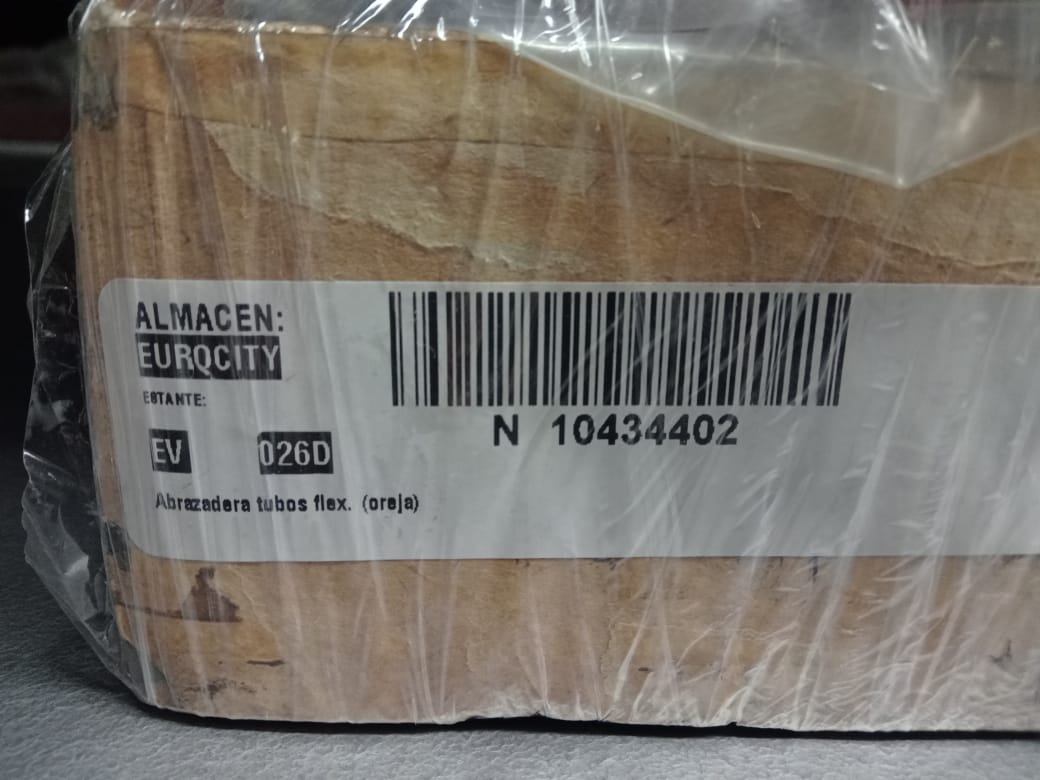 ALMACEN:
EUROCITY
ESTANTE:
EV 026D
Abrazadera tubos flex. (oreja)
N 10434402